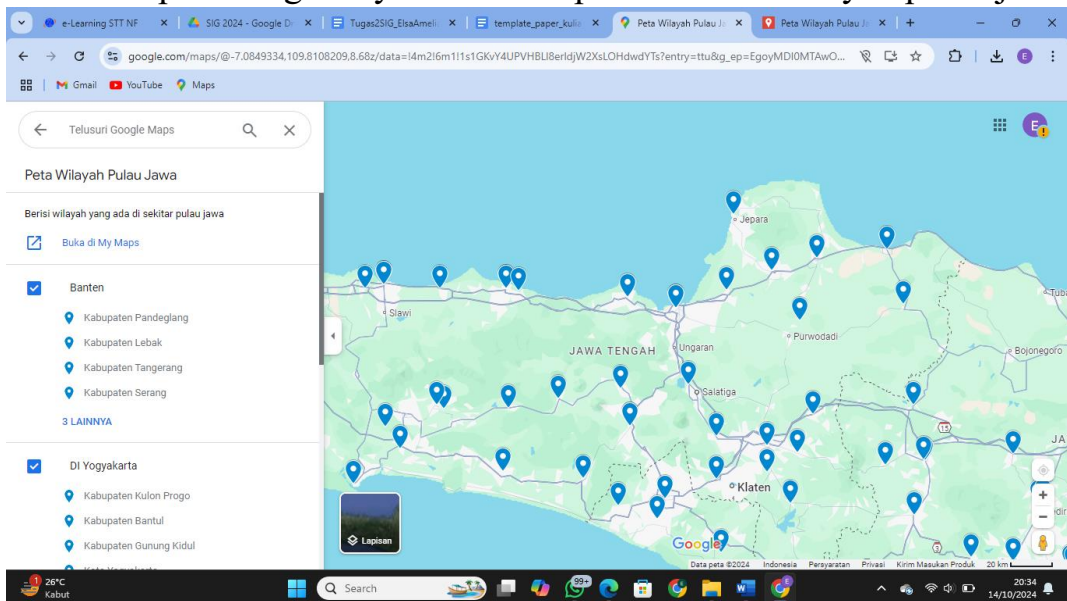 e-Learning STT NF
SIG 2024 - Google Dr
Tugas2SIG_ElsaAmeli
template_paper_kulia
Peta Wilayah Pulau Ja
Peta Wilayah Pulau Ja
google.com/maps/@-7.0849334,109.8108209,8.68z/data=!4m2!6m1!1s1GKvY4UPVHBLI8erIdjW2XsLOHdwdYTs?entry=ttu&g_ep=EgoyMDI0MTAwO...
E
Gmail
YouTube
Maps
Telusuri Google Maps
E
Peta Wilayah Pulau Jawa
Berisi wilayah yang ada di sekitar pulau jawa
Buka di My Maps
Banten
Kabupaten Pandeglang
Kabupaten Lebak
Kabupaten Tangerang
Kabupaten Serang
3 LAINNYA
DI Yogyakarta
Kabupaten Kulon Progo
Kabupaten Bantul
Kabupaten Gunung Kidul
Jepara
Slawi
Tuba
Purwodadi
JAWA TENGAH
Ungaran
Bojonegoro
Salatiga
15
JA
Klaten
Lapisan
Google
Data peta ©2024
Indonesia
Persyaratan
Privasi
Kirim Masukan Produk
20 km
1
26°C
Kabut
Search
99+
20:34
14/10/2024